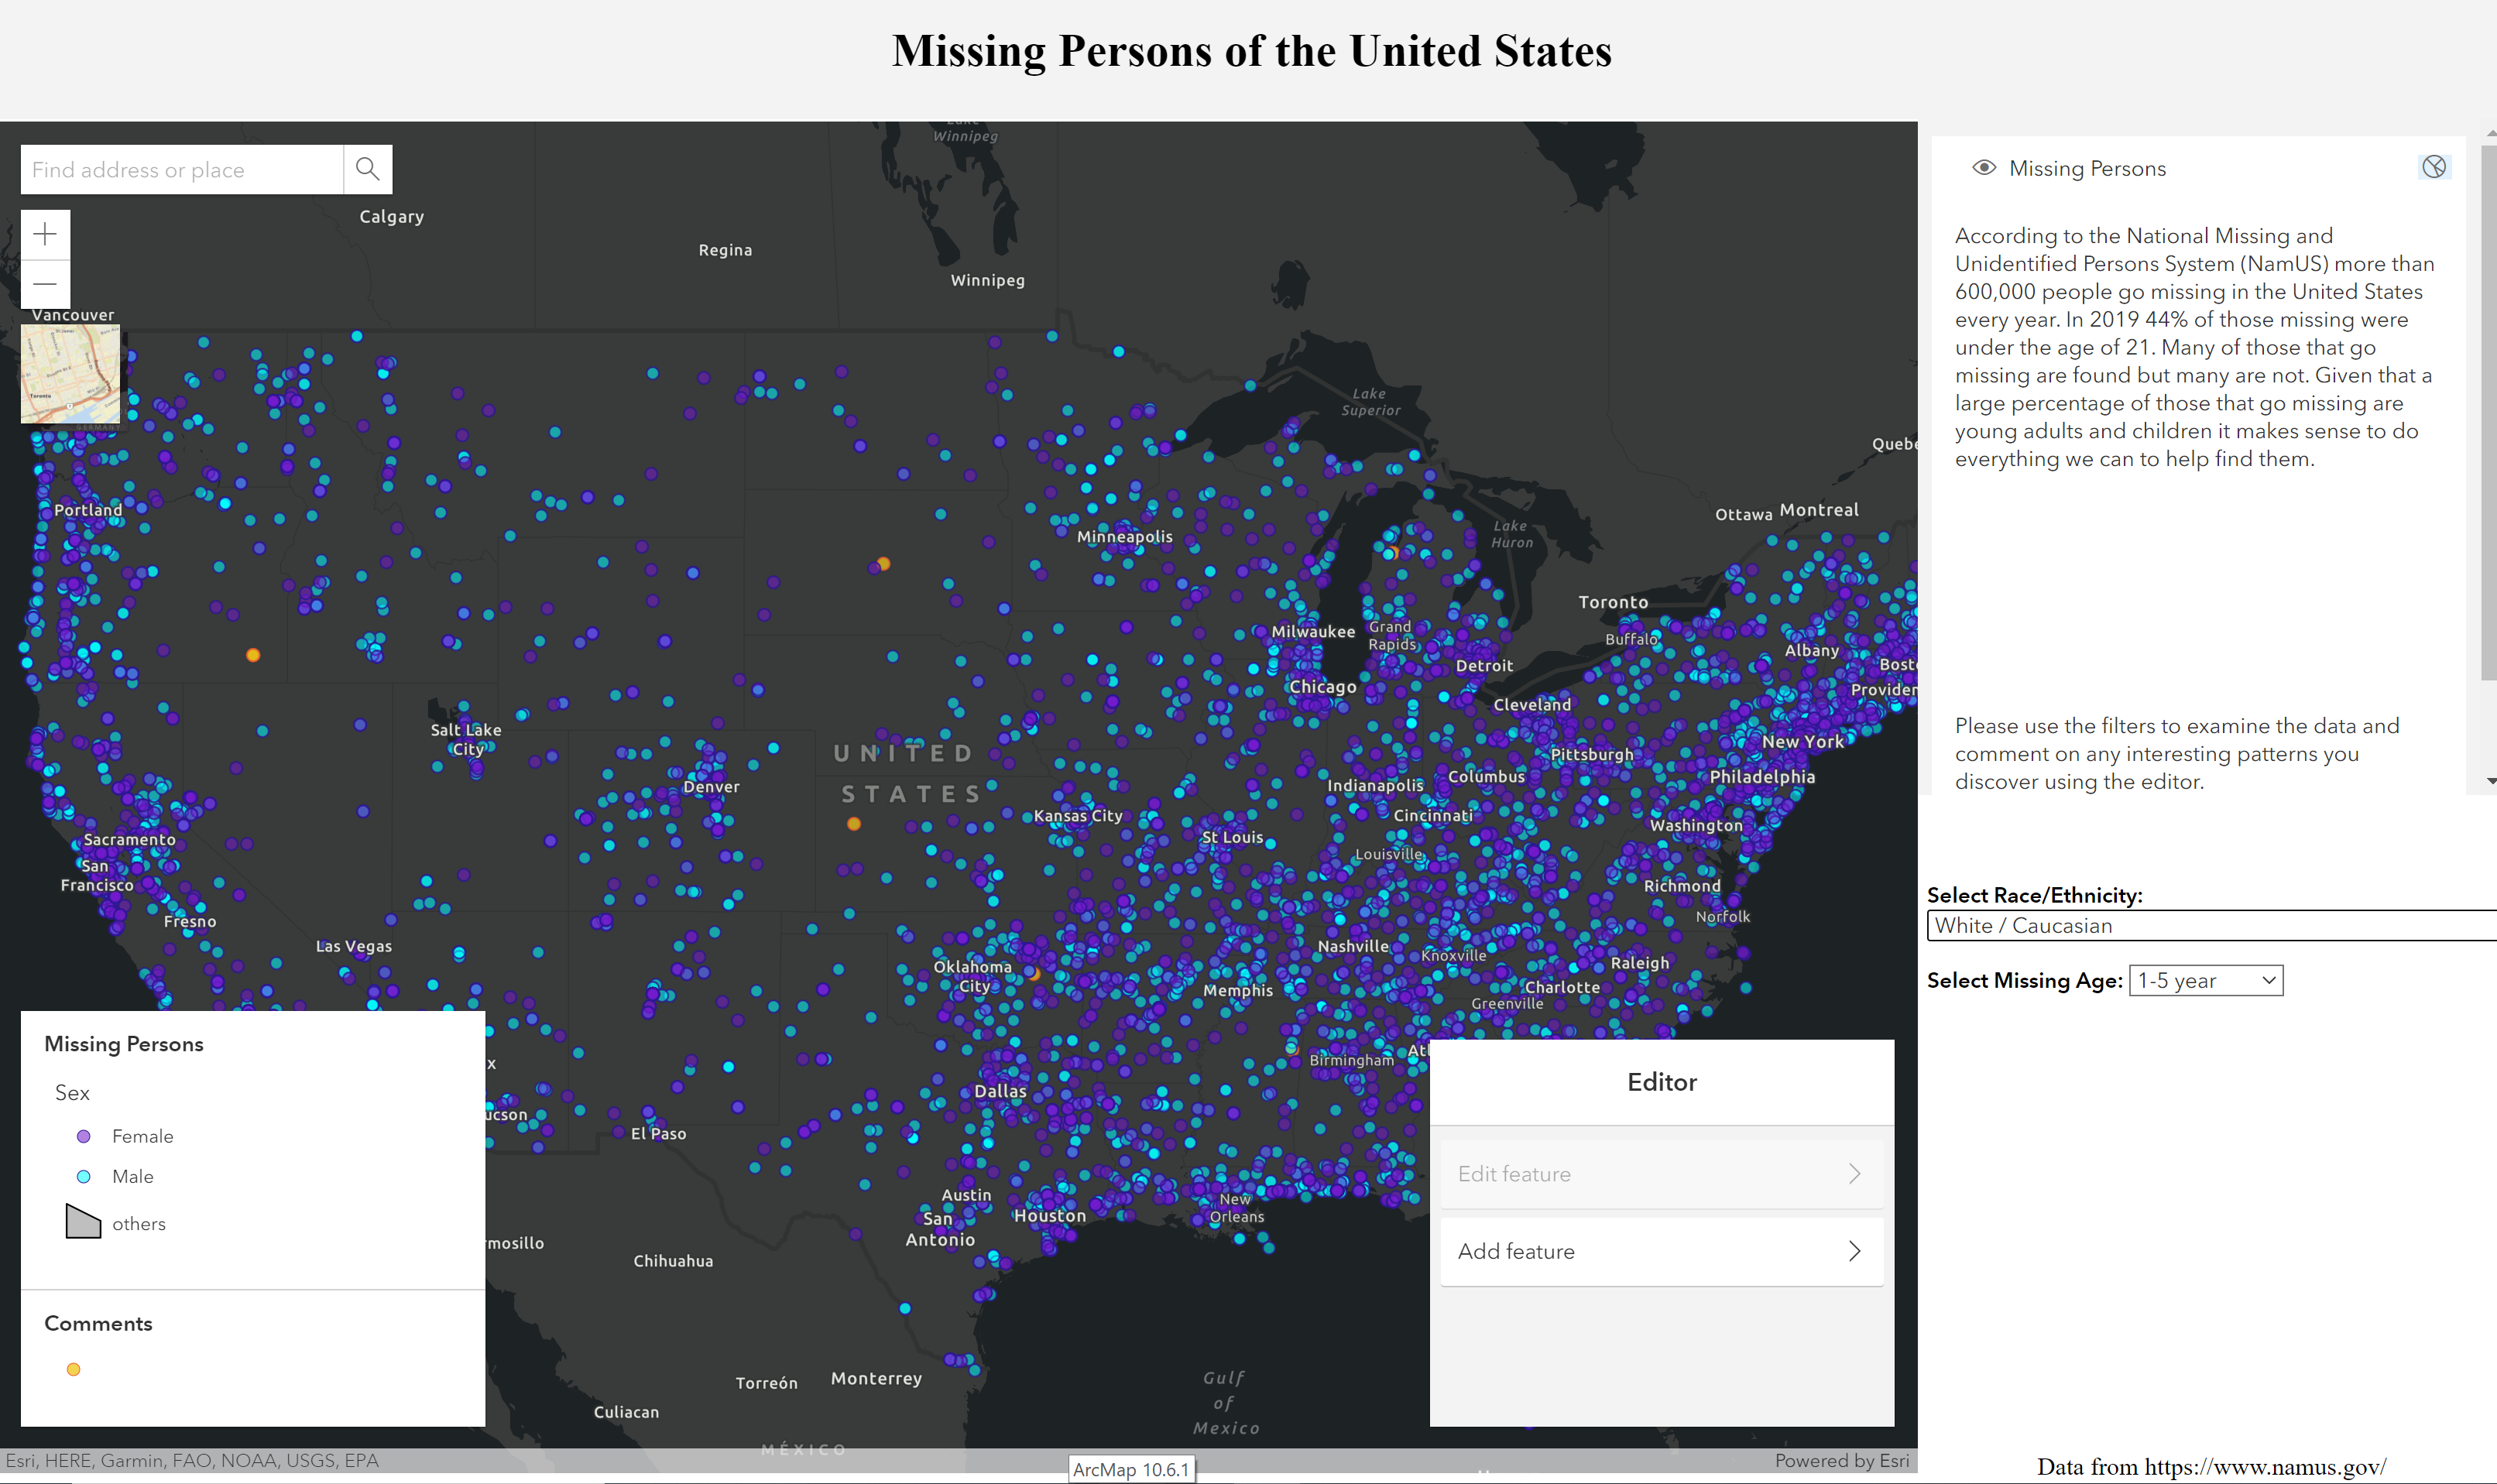 Missing Persons of the United States
Find address or place
Lake
Winnipeg
Calgary
Regina
Winnipeg
Vancouver
Toronto
GERMANY
Lake
Superior
Quebe
Portland
Ottawa
Montreal
Minneapolis
Lake
Huron
Toronto
Milwaukee
Grand
Rapids
Buffalo
Albany
Detroit
Bost
Chicago
Providen
Cleveland
Salt Lake
City
UNITED
STATES
New York
Pittsburgh
Columbus
Philadelphia
Denver
Indianapolis
Kansas City
Cincinnati
Washington
St Louis
Sacramento
San
Francisco
Louisville
Richmond
Norfolk
Fresno
Las Vegas
Nashville
Knoxville
Raleigh
Oklahoma
City
Memphis
Charlotte
Greenville
Birmingham
Atl
x
Dallas
ucson
El Paso
Austin
San
Antonio
Houston
New
Orleans
rmosillo
Chihuahua
Torreón
Monterrey
Culiacan
Gulf
of
Mexico
MÉXICO
Missing Persons
Sex
Female
Male
others
Comments
Editor
Edit feature
Add feature
Esri, HERE, Garmin, FAO, NOAA, USGS, EPA
Powered by Esri
ArcMap 10.6.1
Missing Persons
According to the National Missing and
Unidentified Persons System (NamUS) more than
600,000 people go missing in the United States
every year. In 2019 44% of those missing were
under the age of 21. Many of those that go
missing are found but many are not. Given that a
large percentage of those that go missing are
young adults and children it makes sense to do
everything we can to help find them.
Please use the filters to examine the data and
comment on any interesting patterns you
discover using the editor.
Select Race/Ethnicity:
White / Caucasian
Select Missing Age: 1-5 year
Data from https://www.namus.gov/